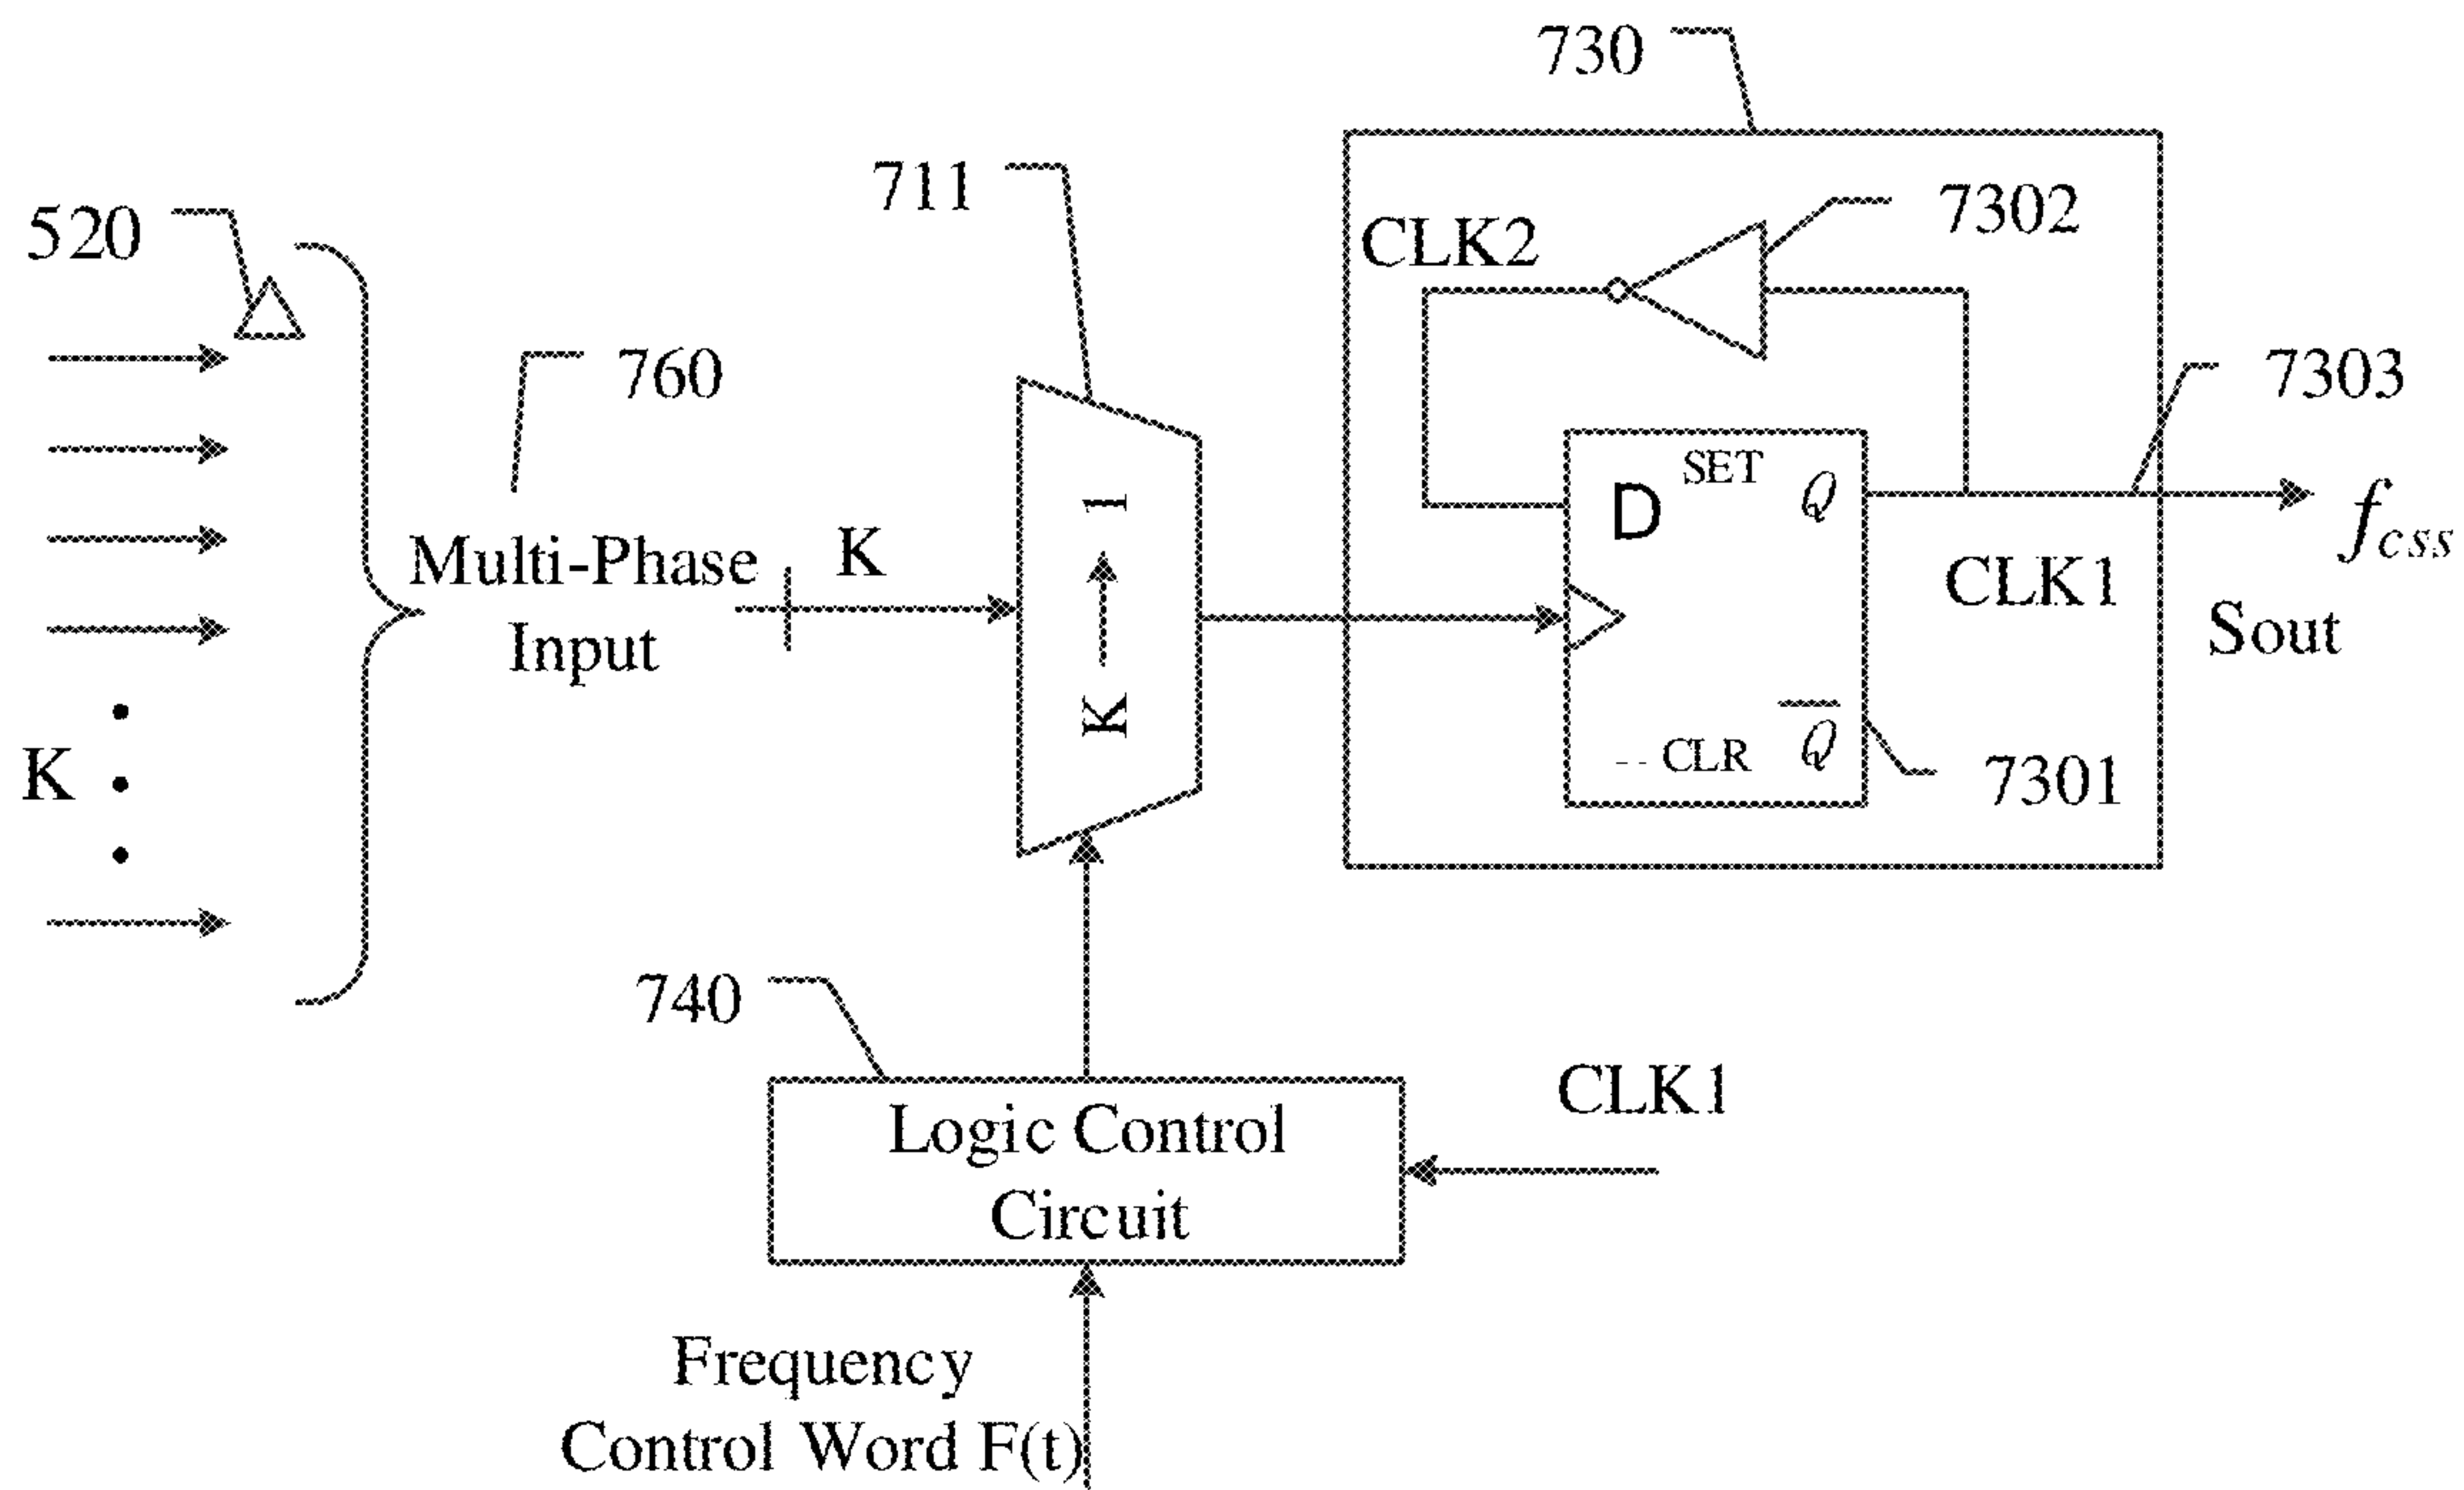 730
711
520
CLK2
7302
760
7303
SET
D
Q
K
1
Multi-Phase
Input
f_css
CLK1
Sout
K
K
CLR
Q̅
7301
740
CLK1
Logic Control
Circuit
Frequency
Control Word F(t)